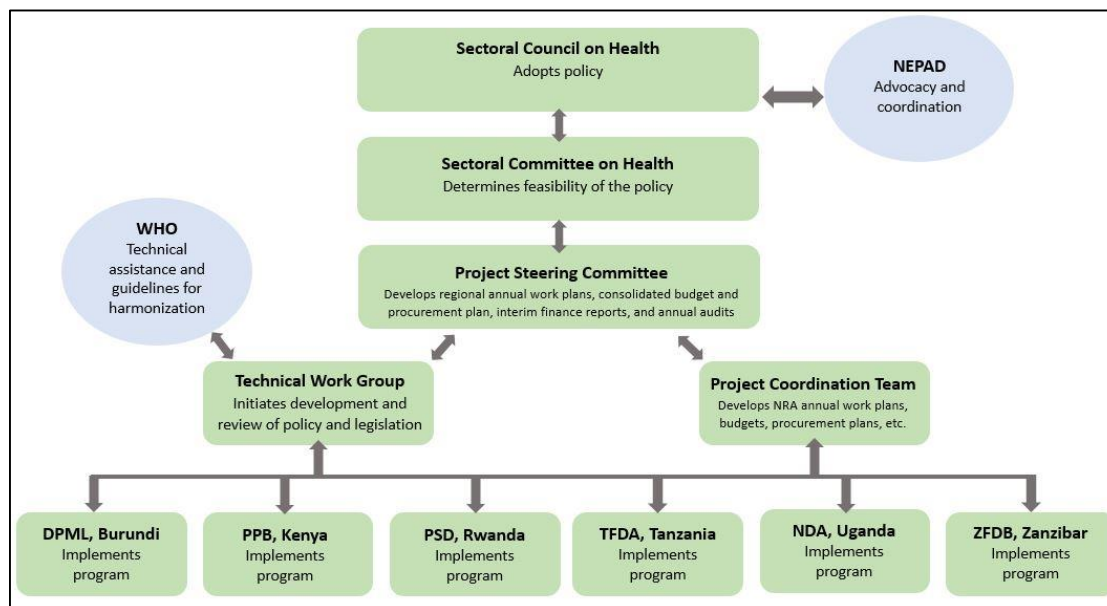 Sectoral Council on Health
Adopts policy
NEPAD
Advocacy and
coordination
Sectoral Committee on Health
Determines feasibility of the policy
WHO
Technical
assistance and
guidelines for
harmonization
Project Steering Committee
Develops regional annual work plans, consolidated budget and
procurement plan, interim finance reports, and annual audits
Technical Work Group
Initiates development and
review of policy and legislation
Project Coordination Team
Develops NRA annual work plans,
budgets, procurement plans, etc.
DPML, Burundi
Implements
program
PPB, Kenya
Implements
program
PSD, Rwanda
Implements
program
TFDA, Tanzania
Implements
program
NDA, Uganda
Implements
program
ZFDB, Zanzibar
Implements
program